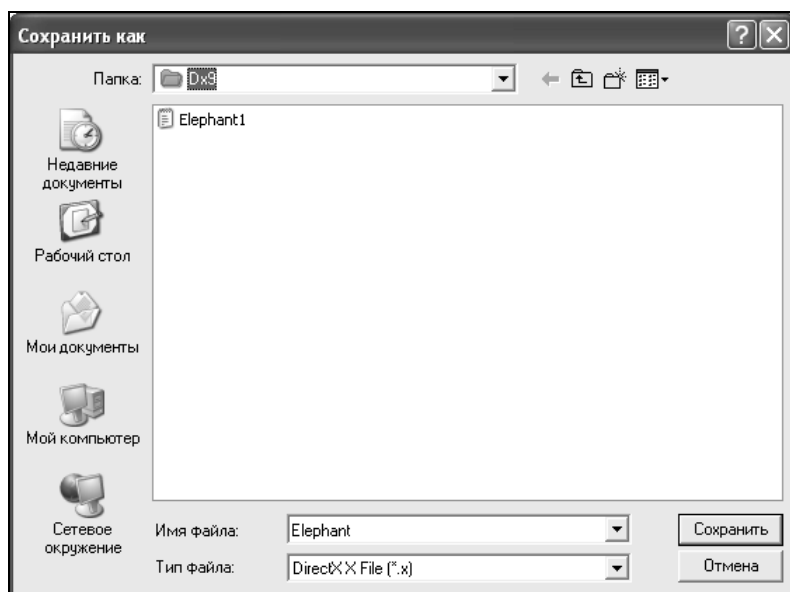 Сохранить как
Папка: Dx9
Elephant1
Недавние
документы
Рабочий стол
Мои документы
Мой компьютер
Сетевое
окружение
Имя файла: Elephant Сохранить
Тип файла: DirectX X File (*.x) Отмена